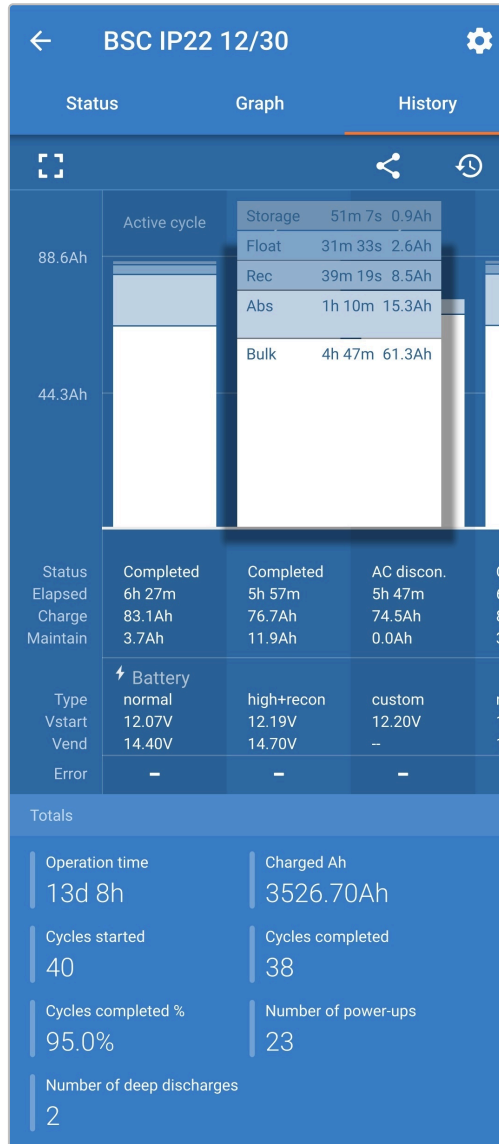 BSC IP22 12/30
Status Graph History
Active cycle
88.6Ah
44.3Ah
Storage 51m 7s 0.9Ah
Float 31m 33s 2.6Ah
Rec 39m 19s 8.5Ah
Abs 1h 10m 15.3Ah
Bulk 4h 47m 61.3Ah
Status Completed Completed AC discon.
Elapsed 6h 27m 5h 57m 5h 47m
Charge 83.1Ah 76.7Ah 74.5Ah
Maintain 3.7Ah 11.9Ah 0.0Ah
Battery
Type normal high+recon custom
Vstart 12.07V 12.19V 12.20V
Vend 14.40V 14.70V --
Error – – –
Totals
Operation time Charged Ah
13d 8h 3526.70Ah
Cycles started Cycles completed
40 38
Cycles completed % Number of power-ups
95.0% 23
Number of deep discharges
2